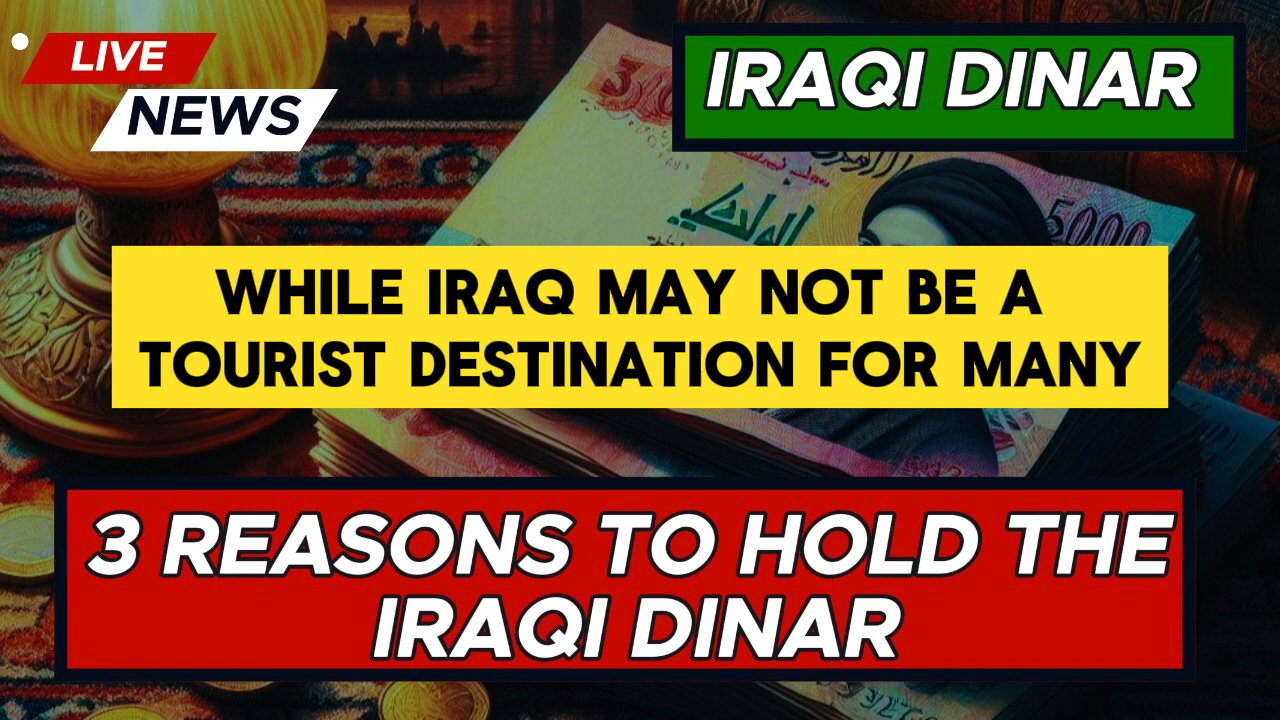 LIVE
NEWS
IRAQI DINAR
5000
WHILE IRAQ MAY NOT BE A
TOURIST DESTINATION FOR MANY
3 REASONS TO HOLD THE
IRAQI DINAR